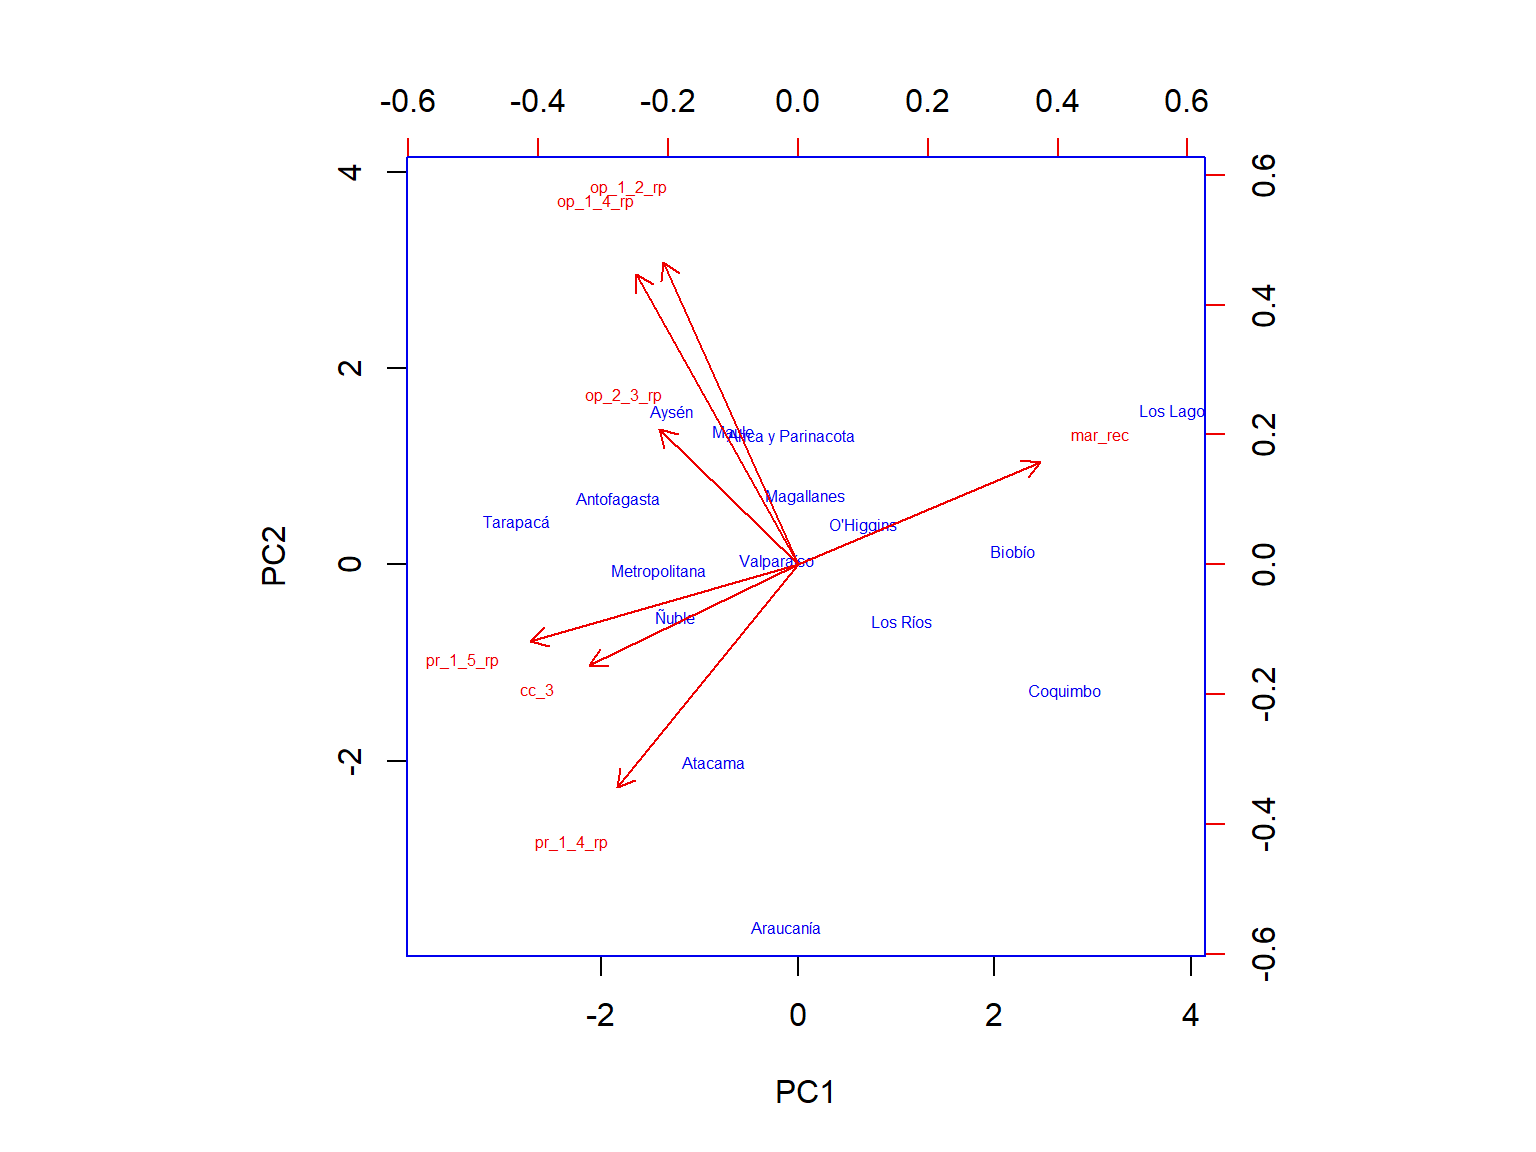 -0.6 -0.4 -0.2 0.0 0.2 0.4 0.6
4
0.6
op_1_2_rp
op_1_4_rp
0.4
2
op_2_3_rp
Aysén
Los Lago
Maule
Arica y Parinacota
mar_rec
0.2
Antofagasta
Magallanes
Tarapacá
O'Higgins
Biobío
PC2
0
Valparaíso
0.0
Metropolitana
Ñuble
Los Ríos
pr_1_5_rp
cc_3
Coquimbo
-0.2
-2
Atacama
-0.4
pr_1_4_rp
Araucanía
-0.6
-2 0 2 4
PC1